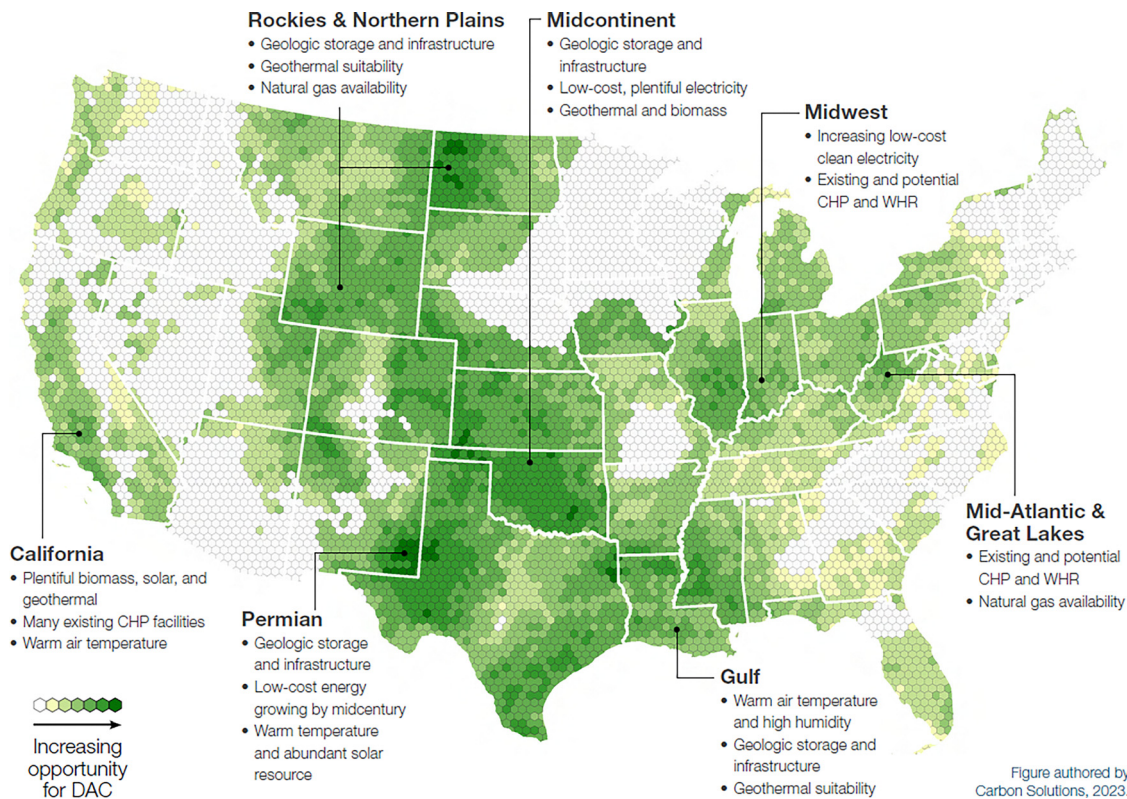 Rockies & Northern Plains
• Geologic storage and infrastructure
• Geothermal suitability
• Natural gas availability
Midcontinent
• Geologic storage and
infrastructure
• Low-cost, plentiful electricity
• Geothermal and biomass
Midwest
• Increasing low-cost
clean electricity
• Existing and potential
CHP and WHR
Mid-Atlantic &
Great Lakes
• Existing and potential
CHP and WHR
• Natural gas availability
California
• Plentiful biomass, solar, and
geothermal
• Many existing CHP facilities
• Warm air temperature
Permian
• Geologic storage
and infrastructure
• Low-cost energy
growing by midcentury
• Warm temperature
and abundant solar
resource
Gulf
• Warm air temperature
and high humidity
• Geologic storage and
infrastructure
• Geothermal suitability
Increasing
opportunity
for DAC
Figure authored by
Carbon Solutions, 2023.